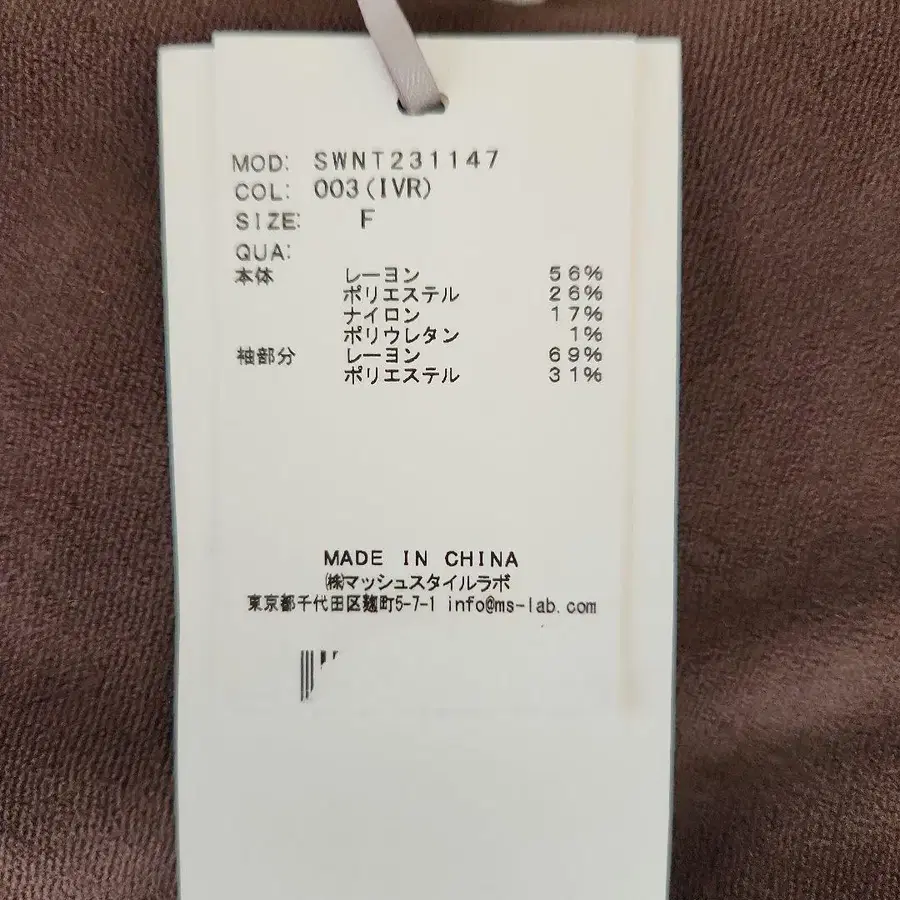 MOD: SWNT231147
COL: 003(IVR)
SIZE: F
QUA:
本体 レーヨン 56%
ポリエステル 26%
ナイロン 17%
ポリウレタン 1%
袖部分 レーヨン 69%
ポリエステル 31%
MADE IN CHINA
㈱マッシュスタイルラボ
東京都千代田区麹町5-7-1 info@ms-lab.com